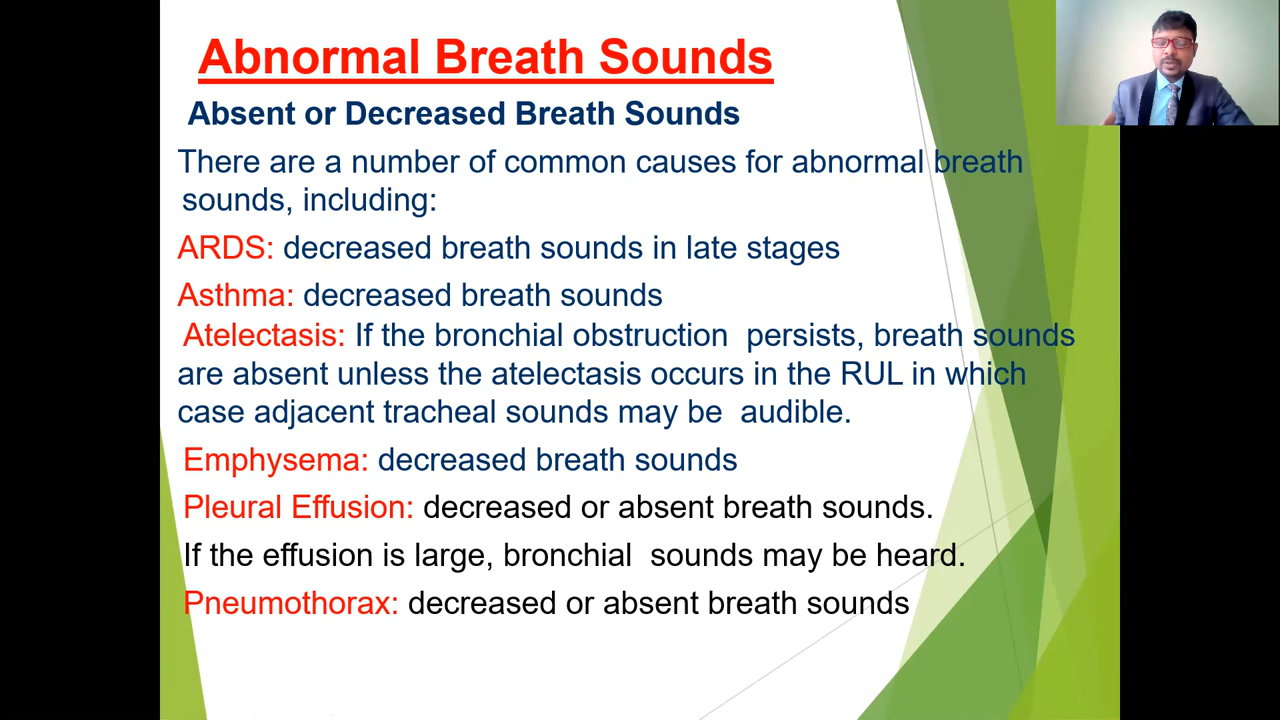 Abnormal Breath Sounds
Absent or Decreased Breath Sounds
There are a number of common causes for abnormal breath
sounds, including:
ARDS: decreased breath sounds in late stages
Asthma: decreased breath sounds
Atelectasis: If the bronchial obstruction persists, breath sounds
are absent unless the atelectasis occurs in the RUL in which
case adjacent tracheal sounds may be audible.
Emphysema: decreased breath sounds
Pleural Effusion: decreased or absent breath sounds.
If the effusion is large, bronchial sounds may be heard.
Pneumothorax: decreased or absent breath sounds